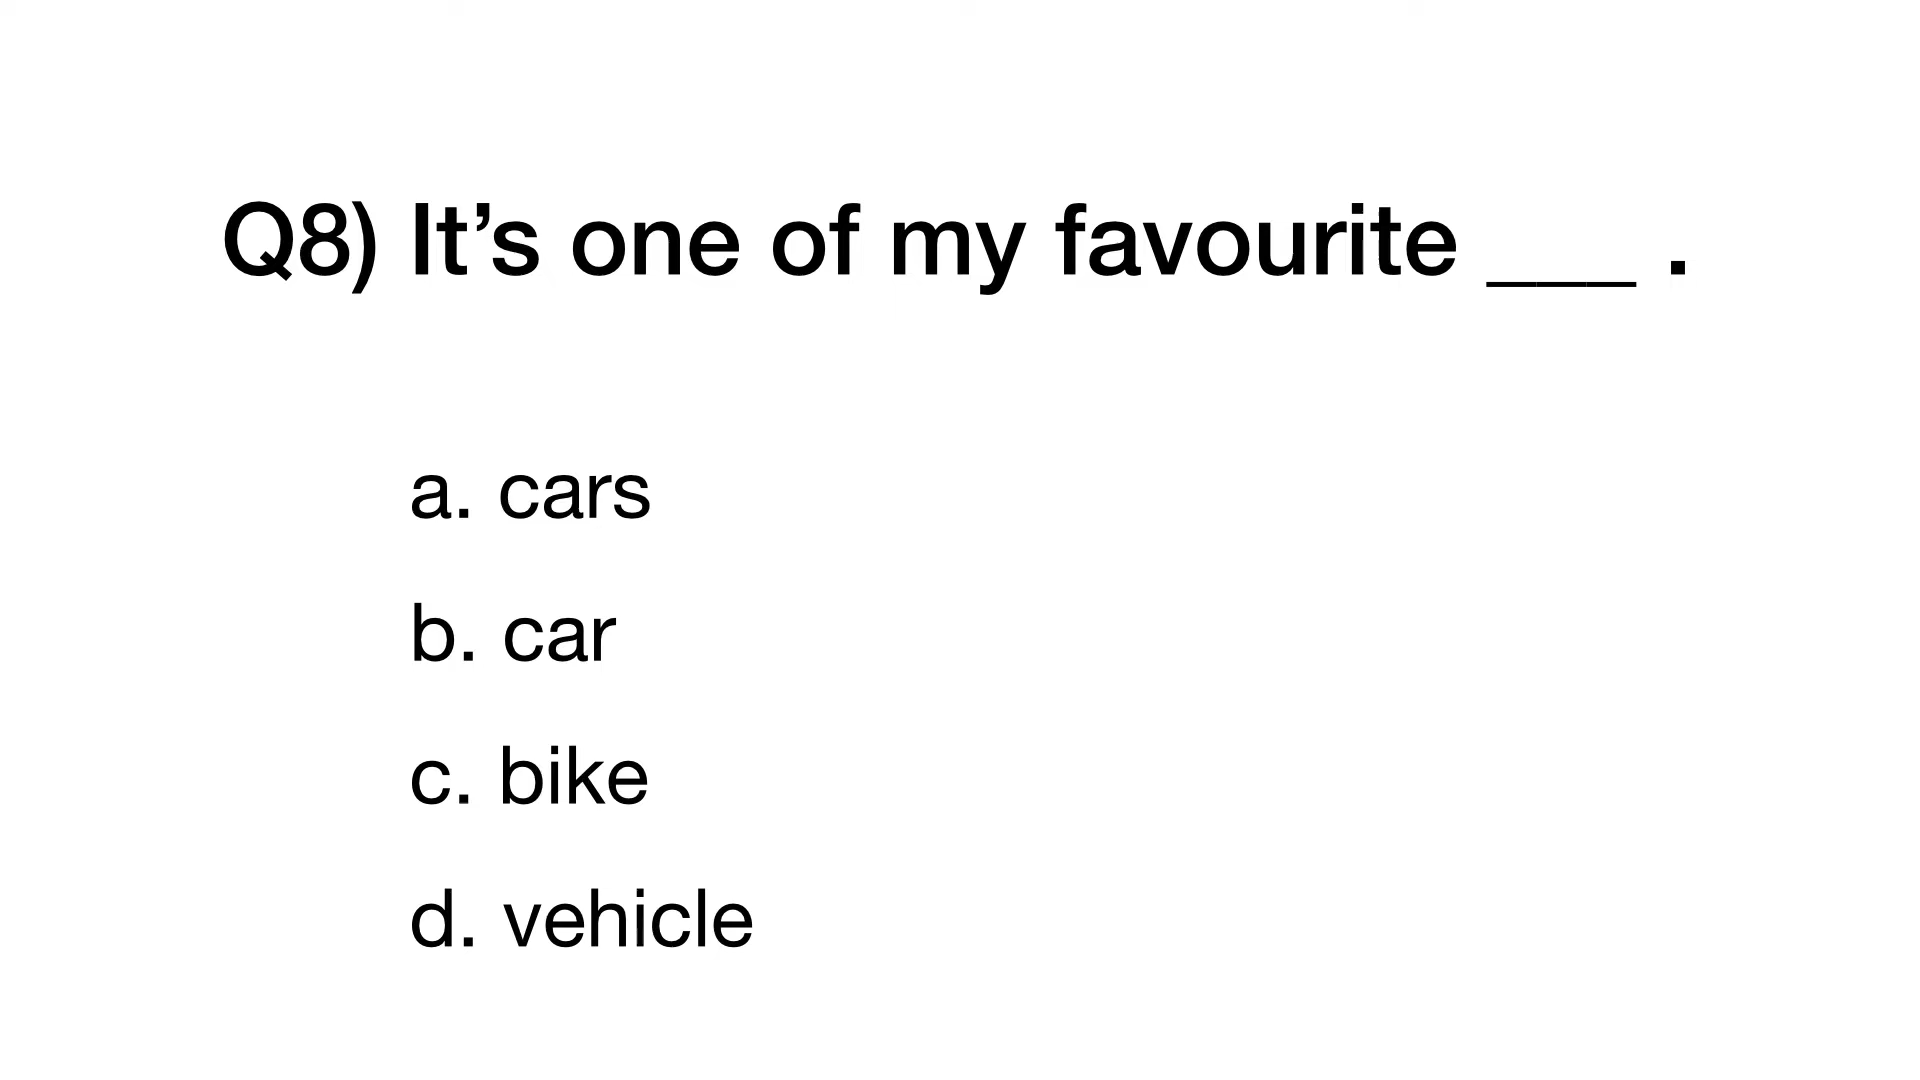 Q8) It’s one of my favourite ___ .
a. cars
b. car
c. bike
d. vehicle